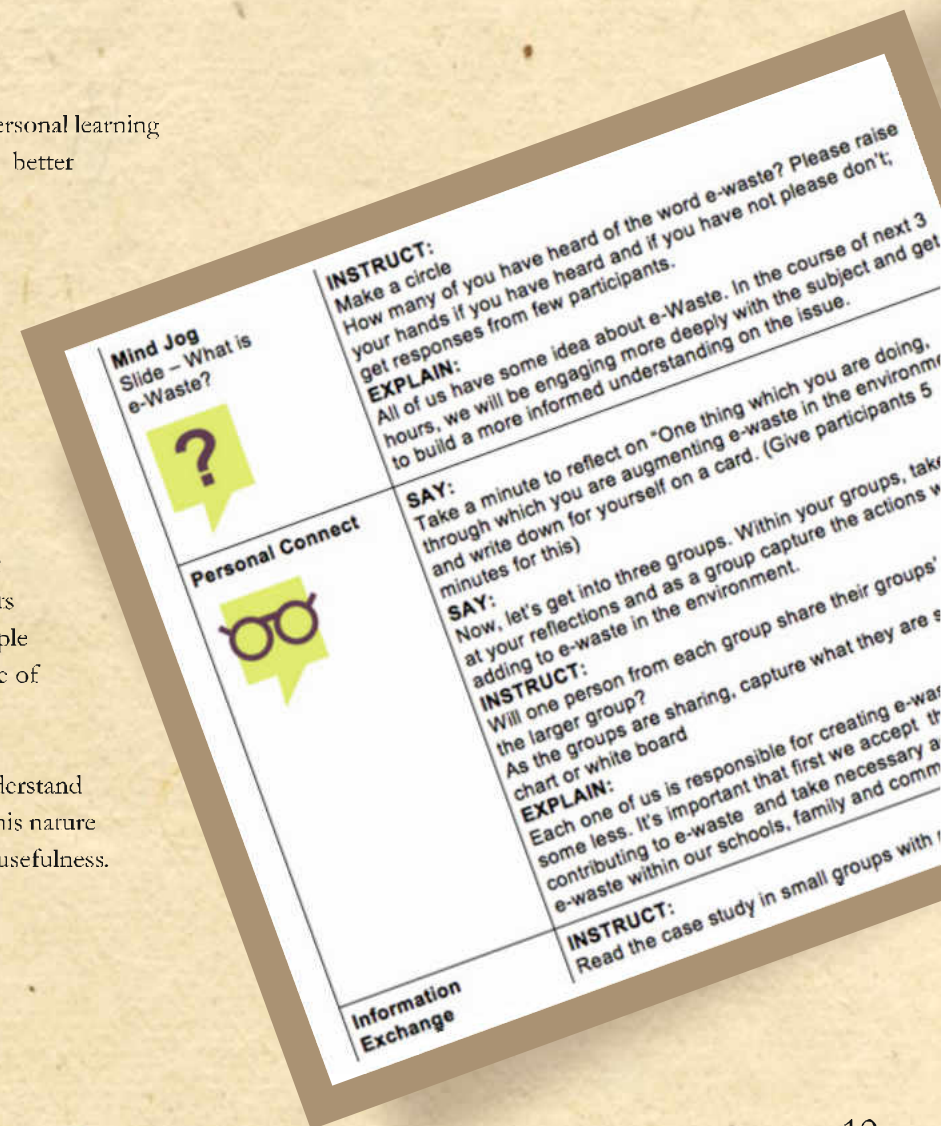 ersonal learning
better
rs
ple
c of
derstand
his nature
usefulness.
Mind Jog
Slide – What is
e-Waste?
?
INSTRUCT:
Make a circle
How many of you have heard of the word e-waste? Please raise
your hands if you have heard and if you have not please don't;
get responses from few participants.
EXPLAIN:
All of us have some idea about e-Waste. In the course of next 3
hours, we will be engaging more deeply with the subject and get
to build a more informed understanding on the issue.
Personal Connect
SAY:
Take a minute to reflect on "One thing which you are doing,
through which you are augmenting e-waste in the environme
and write down for yourself on a card. (Give participants 5
minutes for this)
SAY:
Now, let's get into three groups. Within your groups, take
at your reflections and as a group capture the actions w
adding to e-waste in the environment.
INSTRUCT:
Will one person from each group share their groups'
the larger group?
As the groups are sharing, capture what they are s
chart or white board
EXPLAIN:
Each one of us is responsible for creating e-was
some less. It's important that first we accept th
contributing to e-waste and take necessary a
e-waste within our schools, family and comm
Information
Exchange
INSTRUCT:
Read the case study in small groups with